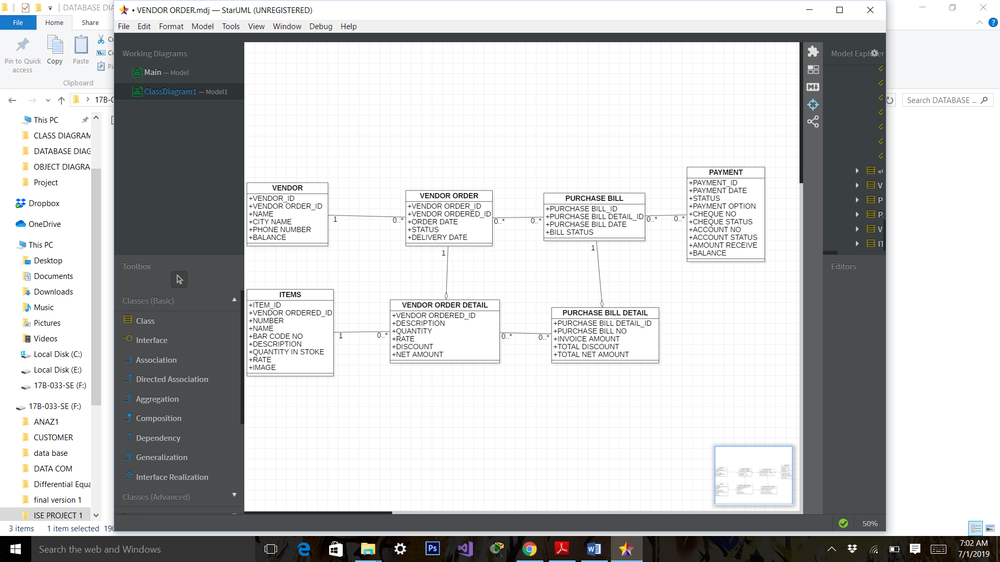 DATABASE DIA
VENDOR ORDER.mdj — StarUML (UNREGISTERED)
File
Home
Share
File Edit Format Model Tools View Window Debug Help
Pin to Quick access
Copy
Paste
Clipboard
17B-0
Search DATABASE ...
This PC
CLASS DIAGRAM
DATABASE DIAG
OBJECT DIAGRA
Project
Dropbox
OneDrive
This PC
Desktop
Documents
Downloads
Music
Pictures
Videos
Local Disk (C:)
Local Disk (E:)
17B-033-SE (F:)
17B-033-SE (F:)
ANAZ1
CUSTOMER
data base
DATA COM
Differential Equa
final version 1
ISE PROJECT 1
3 items 1 item selected 190
Working Diagrams
Main — Model
ClassDiagram1 — Model1
Toolbox
Classes (Basic)
Class
Interface
Association
Directed Association
Aggregation
Composition
Dependency
Generalization
Interface Realization
Classes (Advanced)
VENDOR
+VENDOR_ID
+VENDOR ORDER_ID
+NAME
+CITY NAME
+PHONE NUMBER
+BALANCE
1
0..*
VENDOR ORDER
+VENDOR ORDER_ID
+VENDOR ORDERED_ID
+ORDER DATE
+STATUS
+DELIVERY DATE
0..*
0..*
1
PURCHASE BILL
+PURCHASE BILL_ID
+PURCHASE BILL DETAIL_ID
+PURCHASE BILL DATE
+BILL STATUS
0..*
0..*
1
PAYMENT
+PAYMENT_ID
+PAYMENT DATE
+STATUS
+PAYMENT OPTION
+CHEQUE NO
+CHEQUE STATUS
+ACCOUNT NO
+ACCOUNT STATUS
+AMOUNT RECEIVE
+BALANCE
ITEMS
+ITEM_ID
+VENDOR ORDERED_ID
+NUMBER
+NAME
+BAR CODE NO
+DESCRIPTION
+QUANTITY IN STOKE
+RATE
+IMAGE
1
0..*
VENDOR ORDER DETAIL
+VENDOR ORDERED_ID
+DESCRIPTION
+QUANTITY
+RATE
+DISCOUNT
+NET AMOUNT
0..*
0..*
PURCHASE BILL DETAIL
+PURCHASE BILL DETAIL_ID
+PURCHASE BILL NO
+INVOICE AMOUNT
+TOTAL DISCOUNT
+TOTAL NET AMOUNT
Model Explorer
V
P
P
V
IT
Editors
50%
Search the web and Windows
7:02 AM
7/1/2019